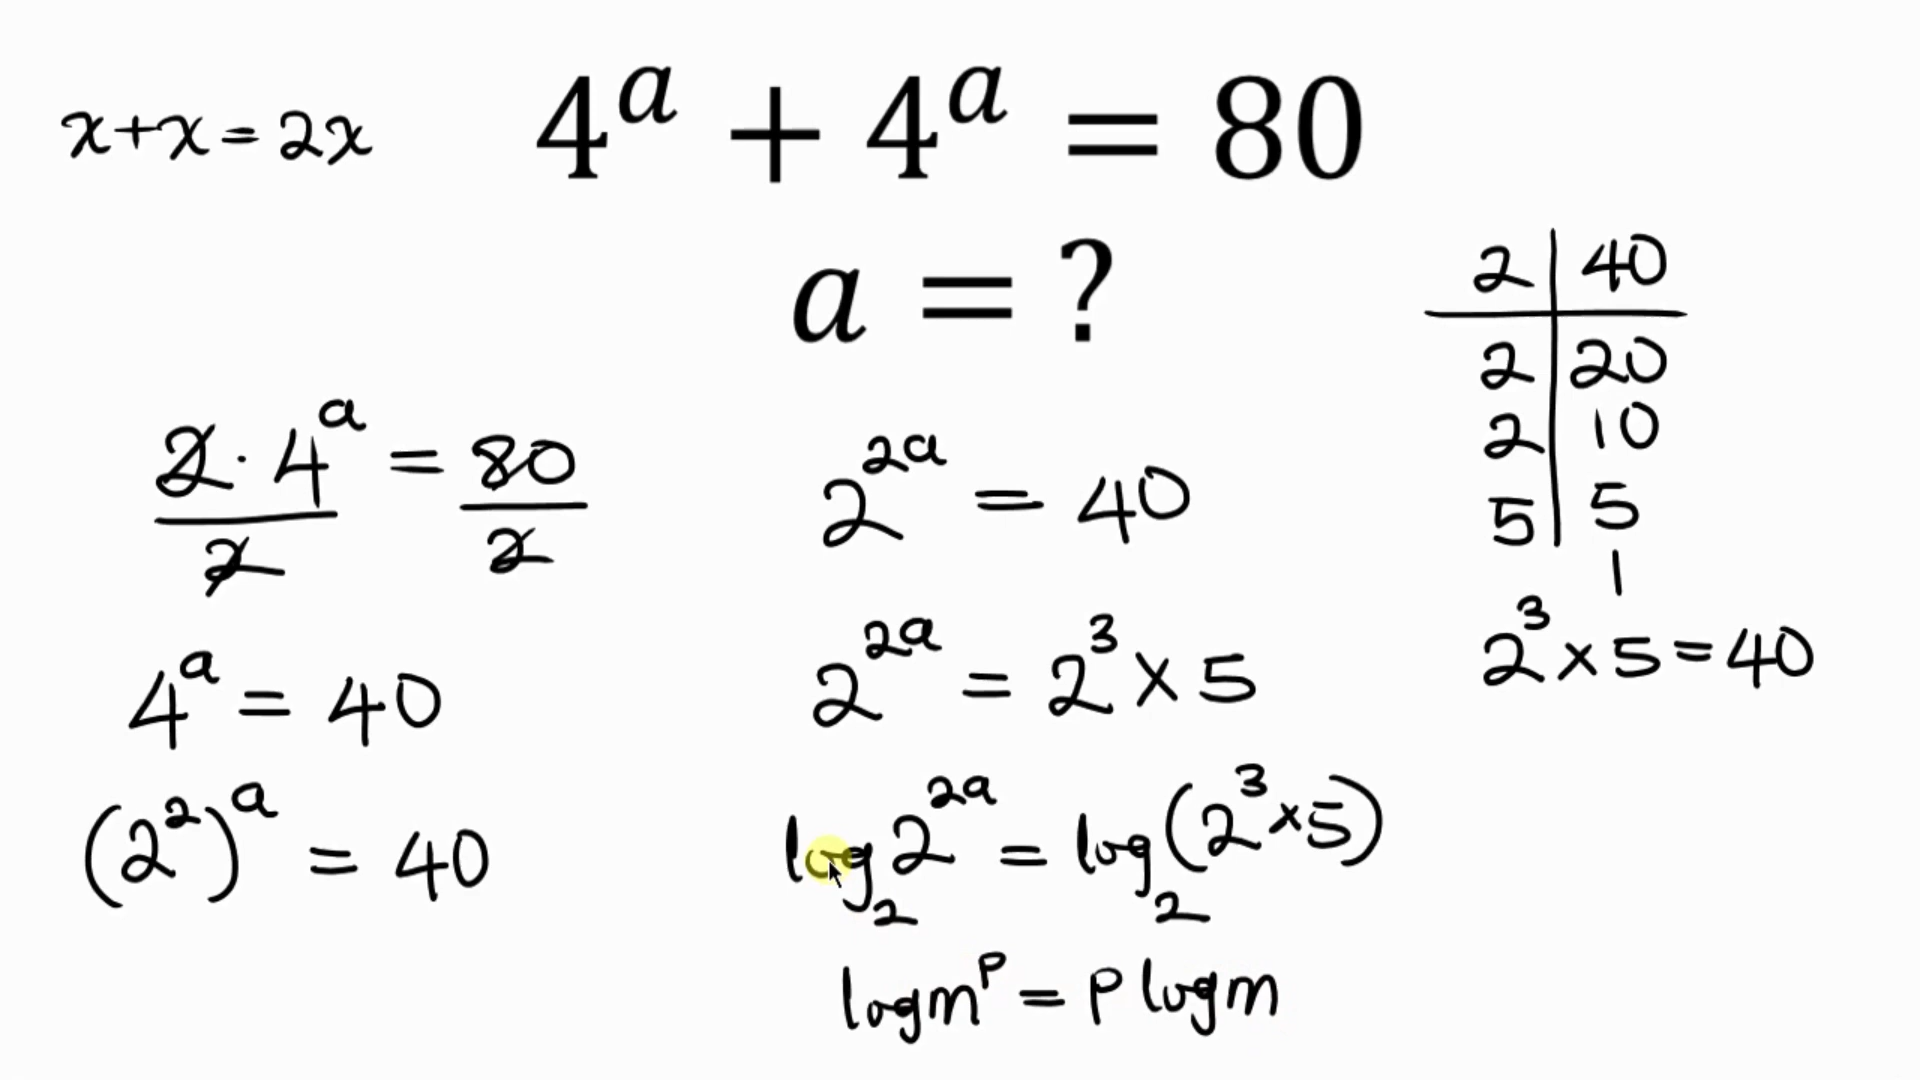 x+x=2x
4^a + 4^a = 80
a = ?
2 · 4^a / 2 = 80 / 2
4^a = 40
(2^2)^a = 40
2^{2a} = 40
2^{2a} = 2^3 × 5
log_2 2^{2a} = log_2 (2^3 × 5)
log m^p = p log m
2 | 40
2 | 20
2 | 10
5 | 5
1
2^3 × 5 = 40